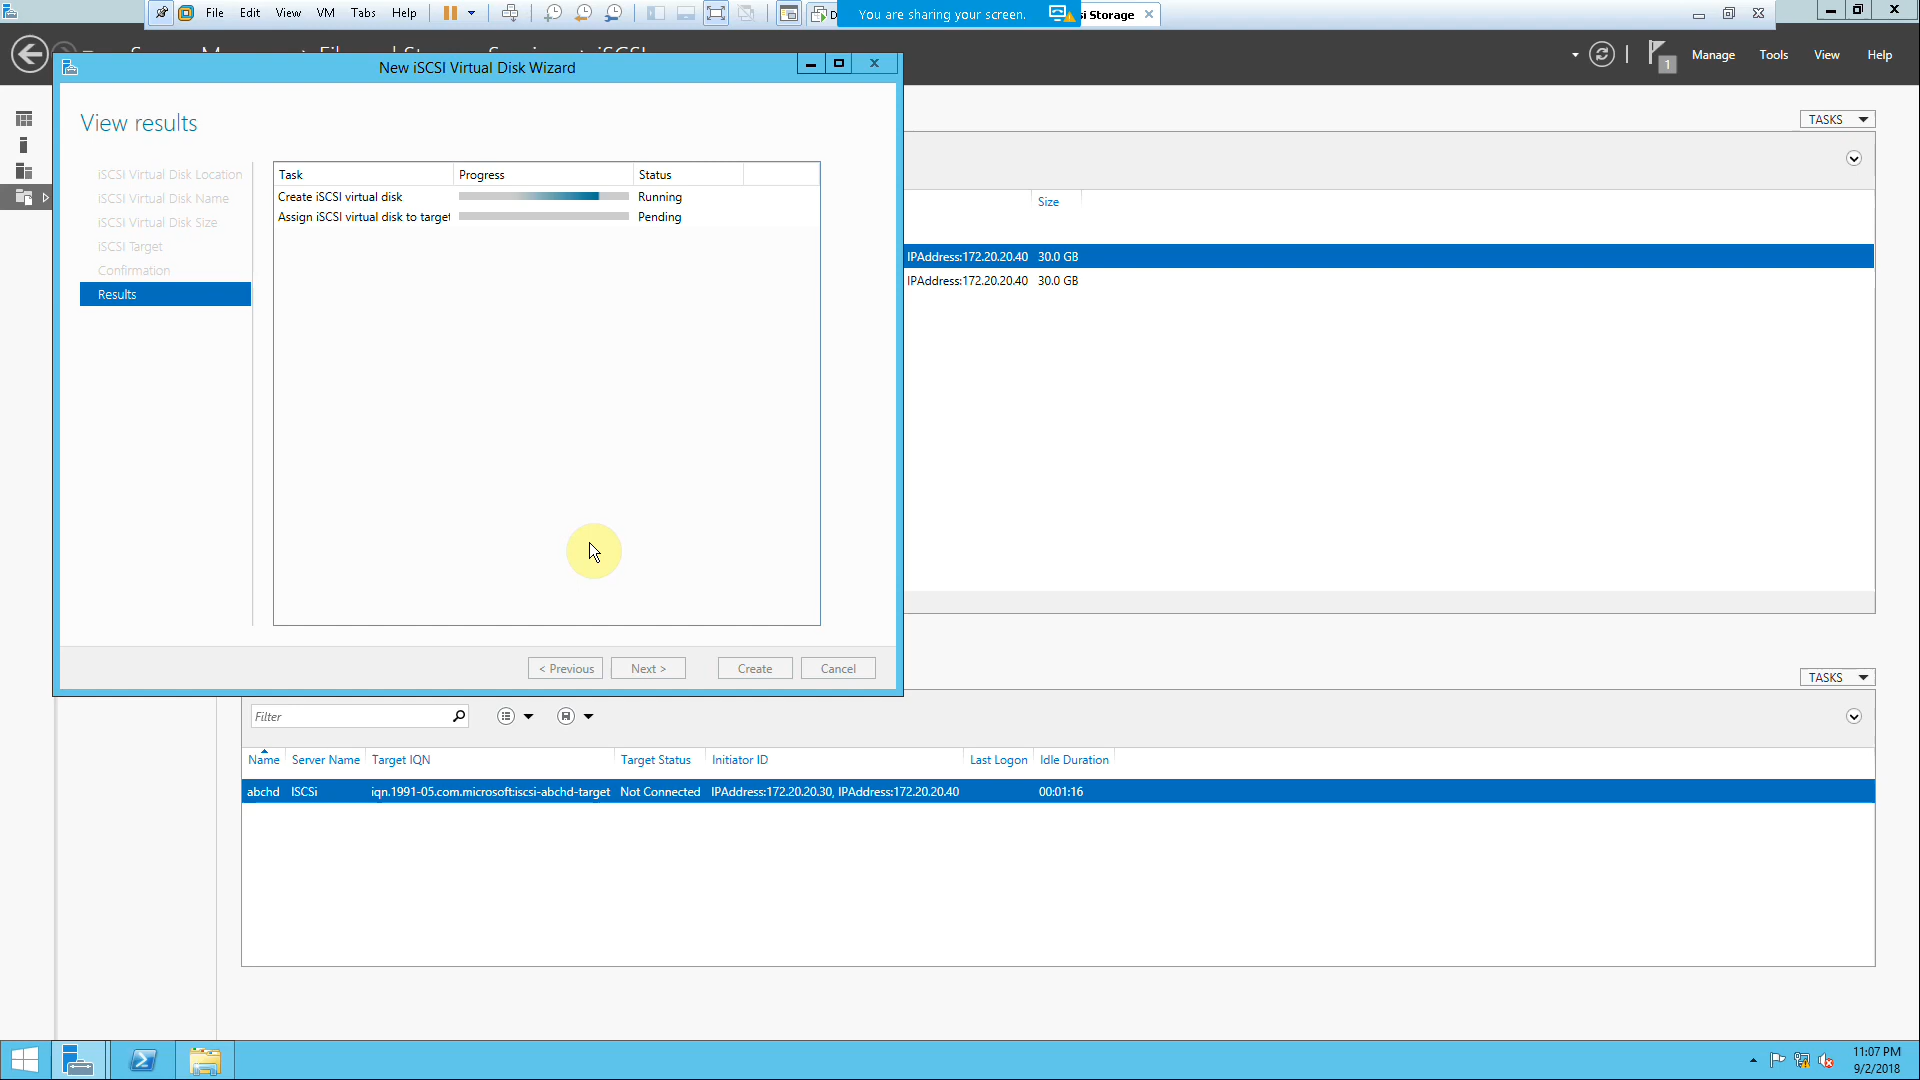 File Edit View VM Tabs Help
You are sharing your screen.
si Storage
Manage Tools View Help
1
New iSCSI Virtual Disk Wizard
View results
TASKS
iSCSI Virtual Disk Location
iSCSI Virtual Disk Name
iSCSI Virtual Disk Size
iSCSI Target
Confirmation
Results
Task Progress Status
Create iSCSI virtual disk Running
Assign iSCSI virtual disk to target Pending
Size
IPAddress:172.20.20.40 30.0 GB
IPAddress:172.20.20.40 30.0 GB
< Previous Next > Create Cancel
TASKS
Filter
Name Server Name Target IQN Target Status Initiator ID Last Logon Idle Duration
abchd ISCSi iqn.1991-05.com.microsoft:iscsi-abchd-target Not Connected IPAddress:172.20.20.30, IPAddress:172.20.20.40 00:01:16
11:07 PM
9/2/2018